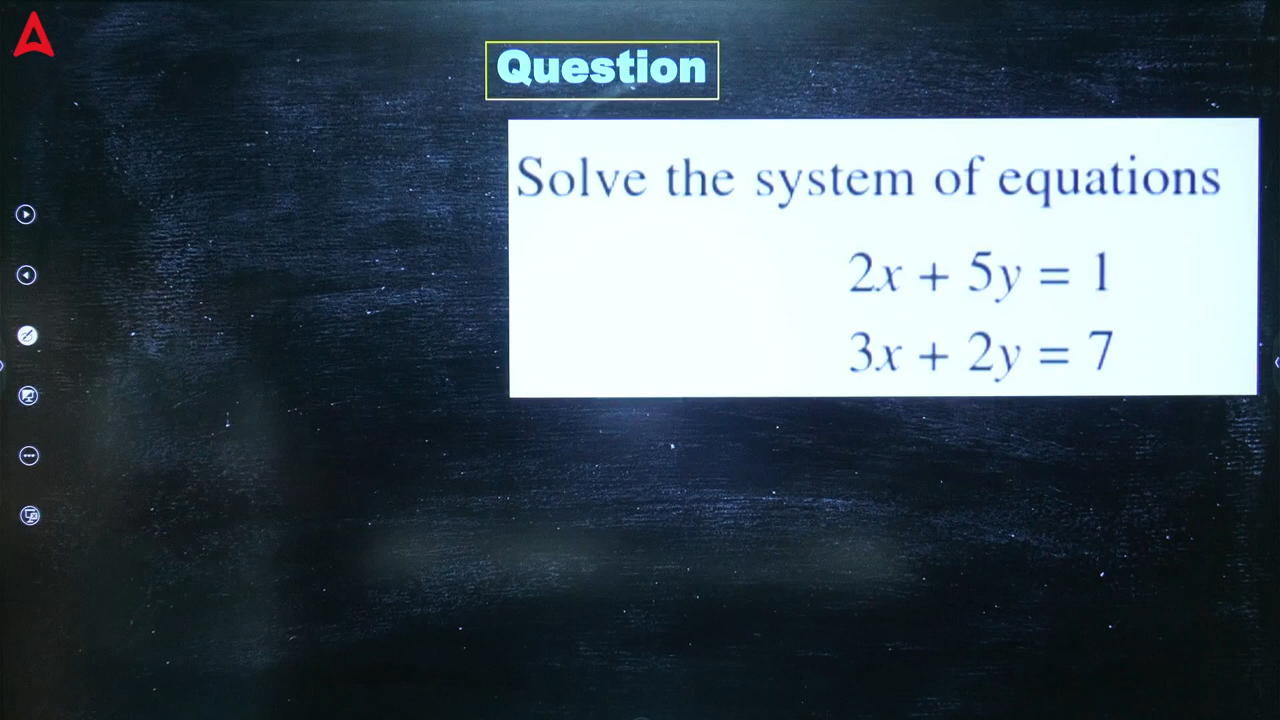 Question
Solve the system of equations
2x + 5y = 1
3x + 2y = 7